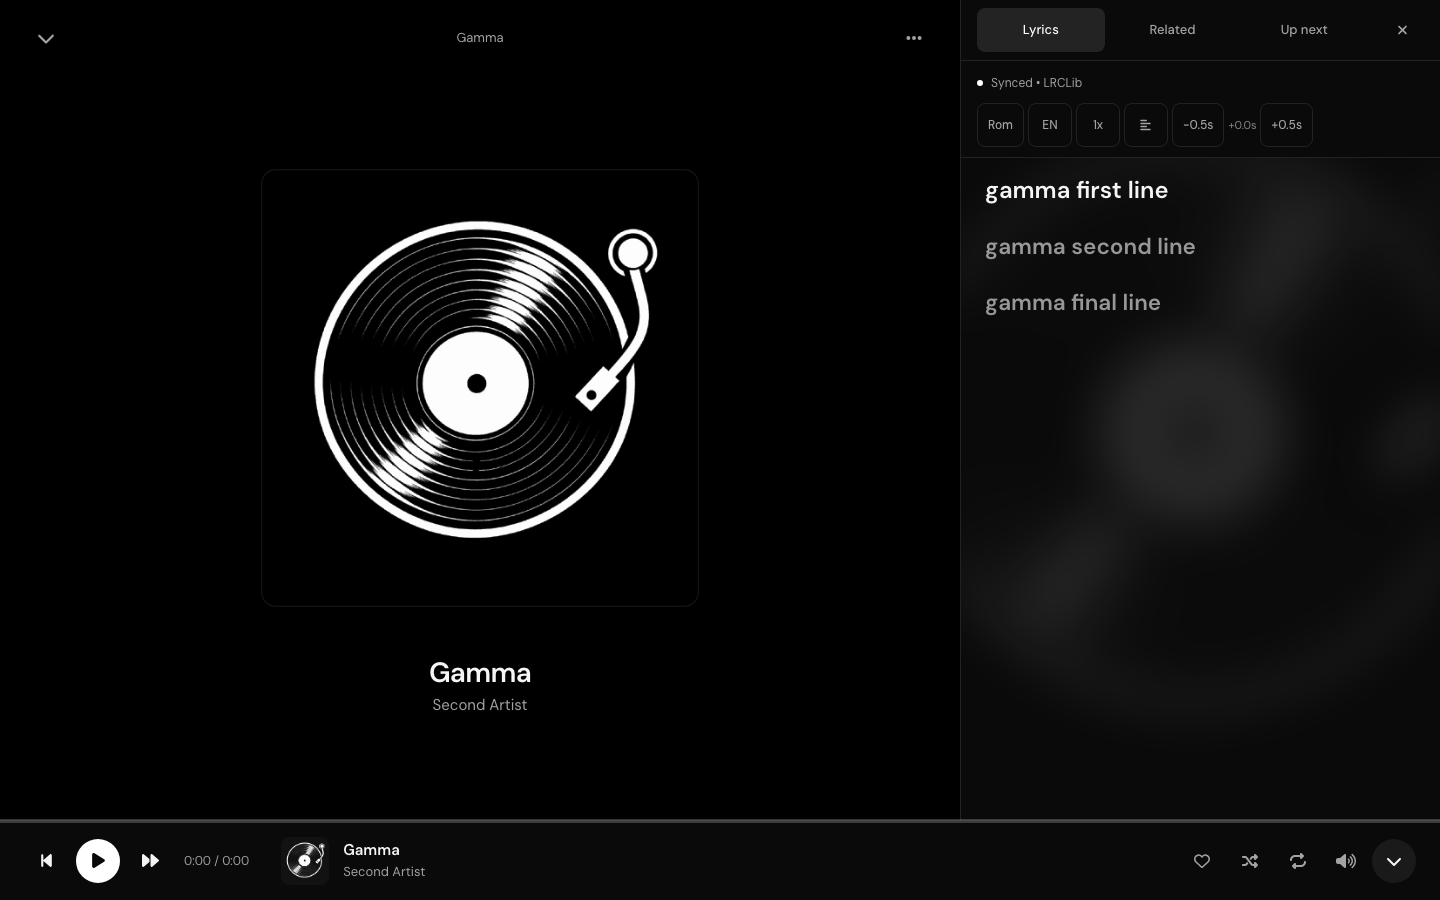 Gamma
Lyrics
Related
Up next
Synced • LRCLib
Rom
EN
1x
-0.5s
+0.0s
+0.5s
gamma first line
gamma second line
gamma final line
Gamma
Second Artist
0:00 / 0:00
Gamma
Second Artist